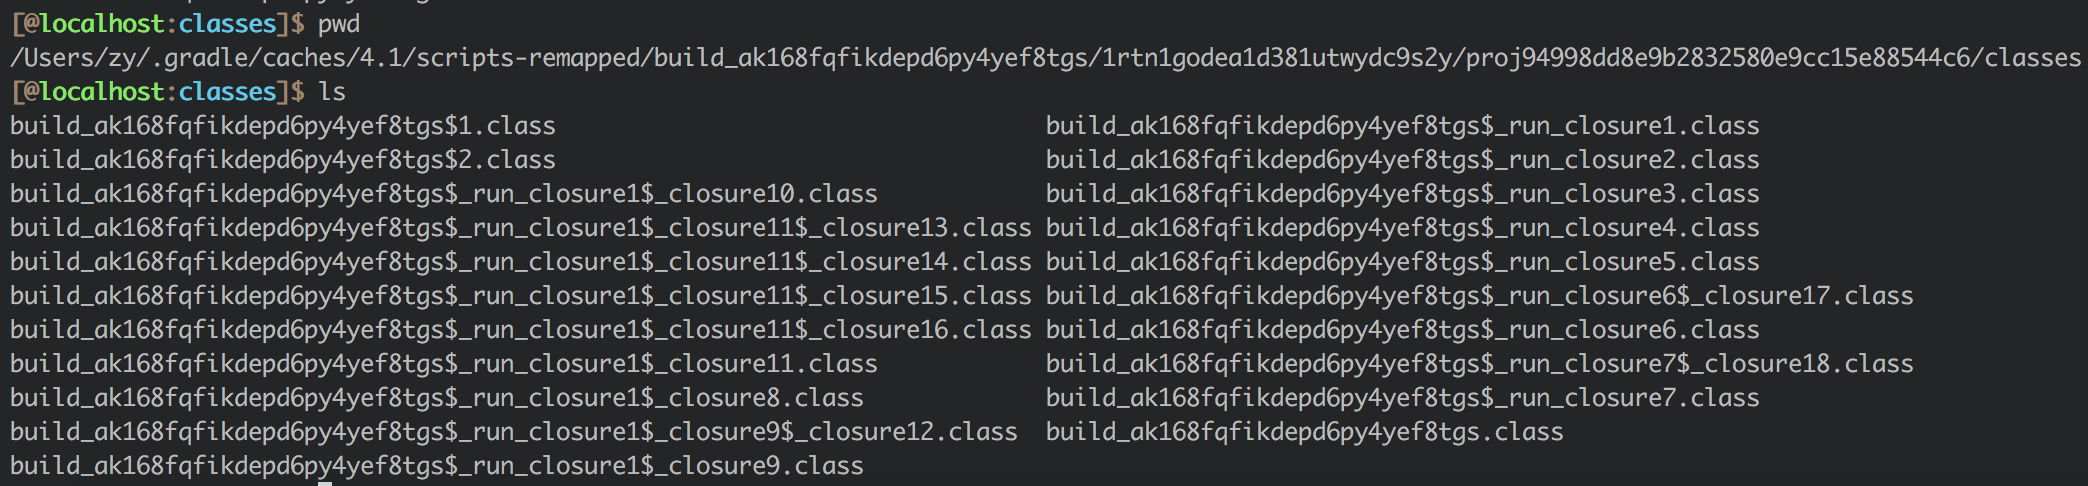 [@localhost:classes]$ pwd
/Users/zy/.gradle/caches/4.1/scripts-remapped/build_ak168fqfikdepd6py4yef8tgs/1rtn1godea1d381utwydc9s2y/proj94998dd8e9b2832580e9cc15e88544c6/classes
[@localhost:classes]$ ls
build_ak168fqfikdepd6py4yef8tgs$1.class build_ak168fqfikdepd6py4yef8tgs$_run_closure1.class
build_ak168fqfikdepd6py4yef8tgs$2.class build_ak168fqfikdepd6py4yef8tgs$_run_closure2.class
build_ak168fqfikdepd6py4yef8tgs$_run_closure1$_closure10.class build_ak168fqfikdepd6py4yef8tgs$_run_closure3.class
build_ak168fqfikdepd6py4yef8tgs$_run_closure1$_closure11$_closure13.class build_ak168fqfikdepd6py4yef8tgs$_run_closure4.class
build_ak168fqfikdepd6py4yef8tgs$_run_closure1$_closure11$_closure14.class build_ak168fqfikdepd6py4yef8tgs$_run_closure5.class
build_ak168fqfikdepd6py4yef8tgs$_run_closure1$_closure11$_closure15.class build_ak168fqfikdepd6py4yef8tgs$_run_closure6$_closure17.class
build_ak168fqfikdepd6py4yef8tgs$_run_closure1$_closure11$_closure16.class build_ak168fqfikdepd6py4yef8tgs$_run_closure6.class
build_ak168fqfikdepd6py4yef8tgs$_run_closure1$_closure11.class build_ak168fqfikdepd6py4yef8tgs$_run_closure7$_closure18.class
build_ak168fqfikdepd6py4yef8tgs$_run_closure1$_closure8.class build_ak168fqfikdepd6py4yef8tgs$_run_closure7.class
build_ak168fqfikdepd6py4yef8tgs$_run_closure1$_closure9$_closure12.class build_ak168fqfikdepd6py4yef8tgs.class
build_ak168fqfikdepd6py4yef8tgs$_run_closure1$_closure9.class